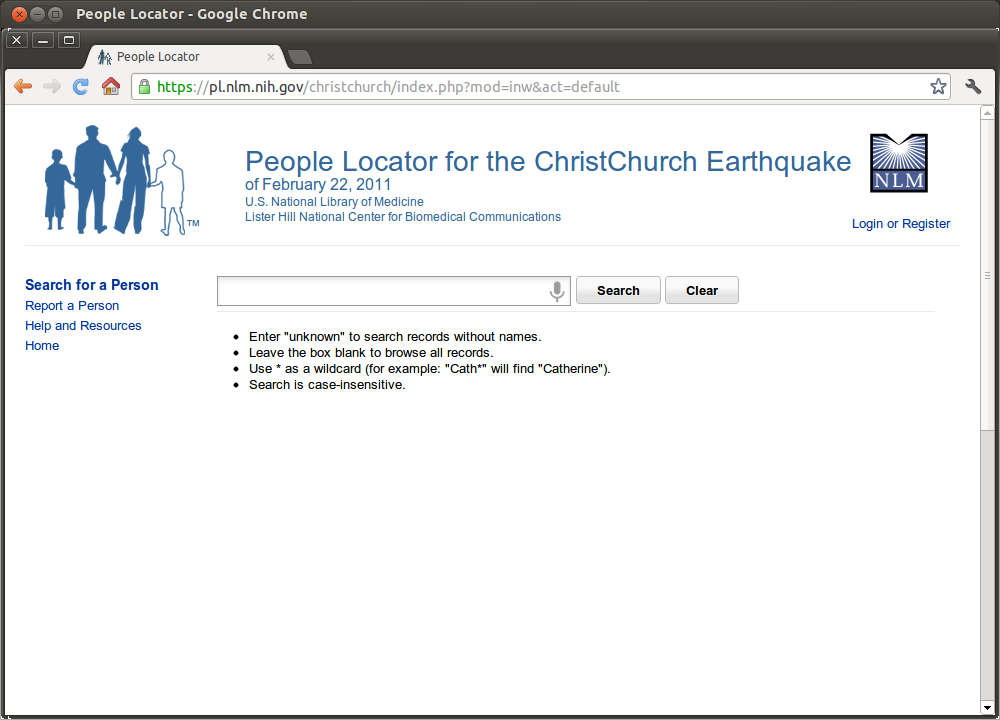 People Locator - Google Chrome
People Locator
https://pl.nlm.nih.gov/christchurch/index.php?mod=inw&act=default
People Locator for the ChristChurch Earthquake
of February 22, 2011
U.S. National Library of Medicine
Lister Hill National Center for Biomedical Communications
TM
NLM
Login or Register
Search for a Person
Report a Person
Help and Resources
Home
Search Clear
• Enter "unknown" to search records without names.
• Leave the box blank to browse all records.
• Use * as a wildcard (for example: "Cath*" will find "Catherine").
• Search is case-insensitive.